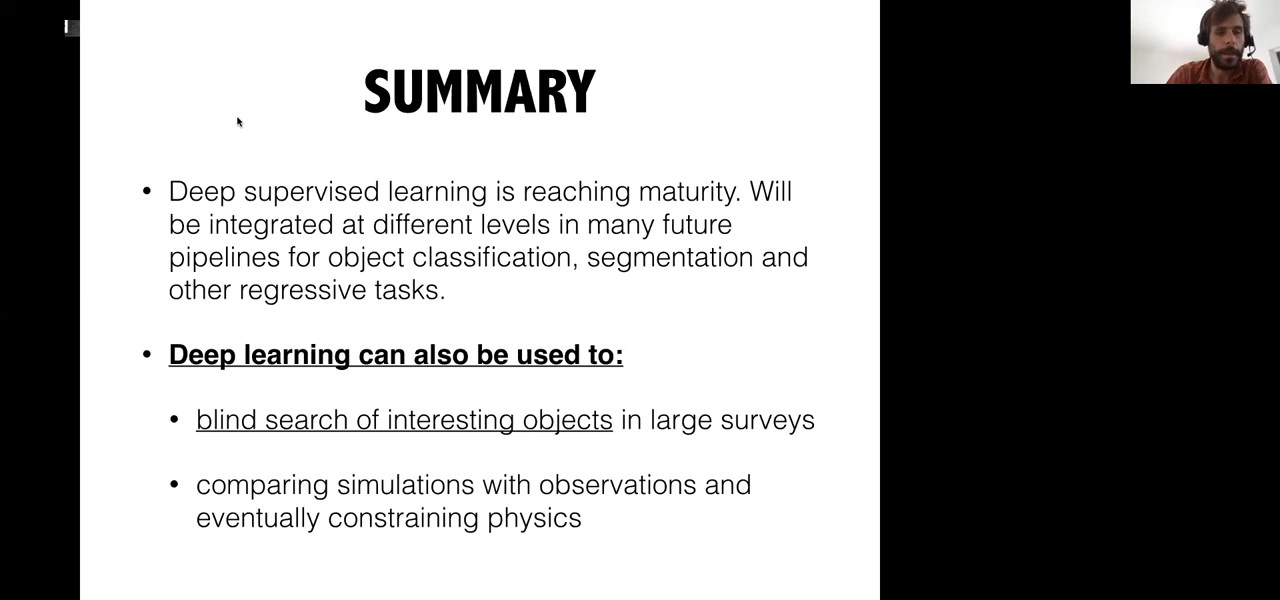 SUMMARY
• Deep supervised learning is reaching maturity. Will
be integrated at different levels in many future
pipelines for object classification, segmentation and
other regressive tasks.
• Deep learning can also be used to:
• blind search of interesting objects in large surveys
• comparing simulations with observations and
eventually constraining physics